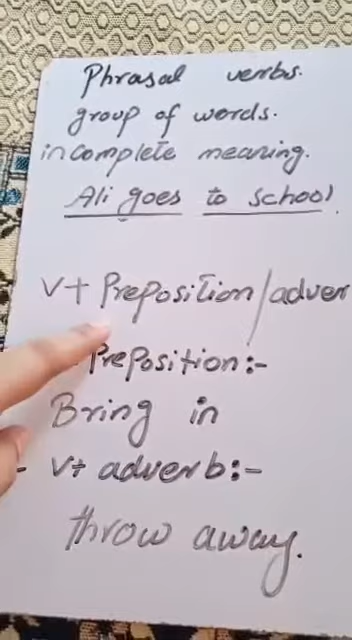 Phrasal verbs.
group of words.
incomplete meaning.
Ali goes to School.
V+ Preposition/adver
Preposition:-
Bring in
- V+ adverb:-
throw away.